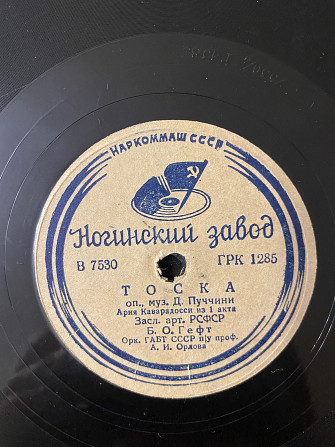 НАРКОММАШ СССР
Ногинский завод
В 7530 ГРК 1285
ТОСКА
оп., муз. Д. Пуччини
Ария Каварадосси из 1 акта
Засл. арт. РСФСР
Б. О. Гефт
Орк. ГАБТ СССР п/у проф.
А. И. Орлова